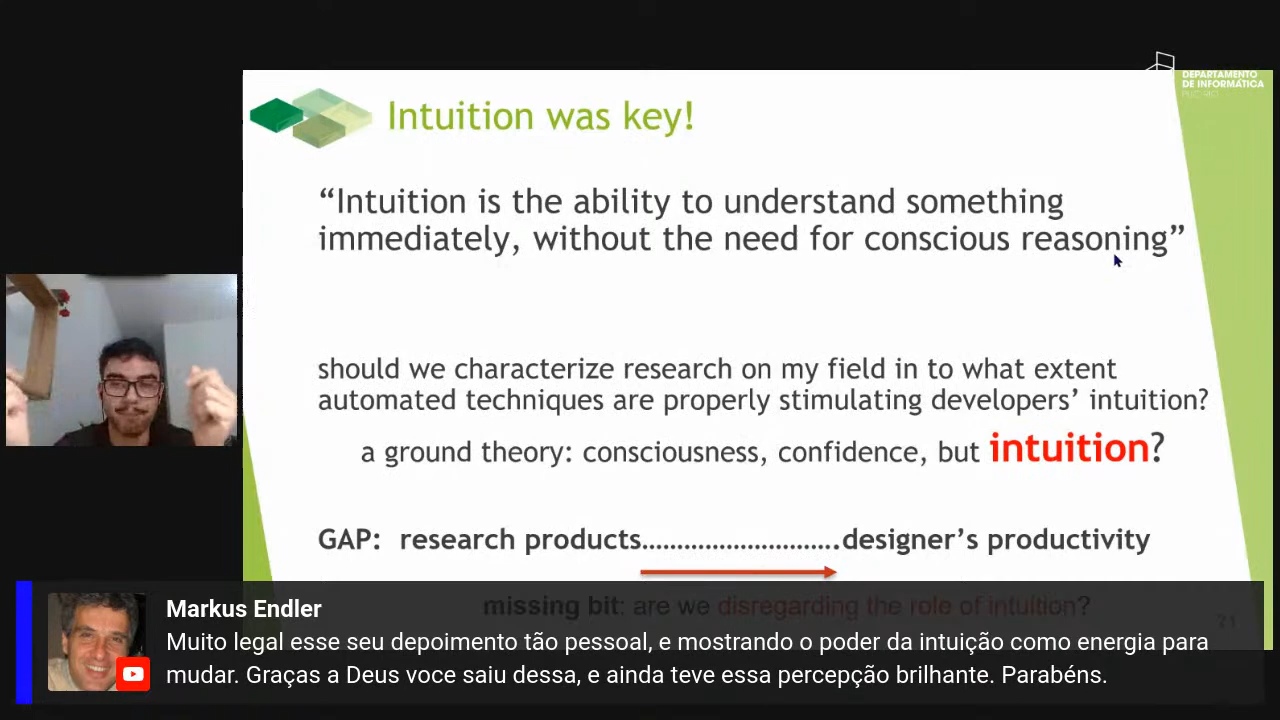 DEPARTAMENTO
DE INFORMÁTICA
PUC-RIO
Intuition was key!
“Intuition is the ability to understand something
immediately, without the need for conscious reasoning”
should we characterize research on my field in to what extent
automated techniques are properly stimulating developers’ intuition?
a ground theory: consciousness, confidence, but intuition?
GAP: research products............................designer’s productivity
missing bit: are we disregarding the role of intuition?
21
Markus Endler
Muito legal esse seu depoimento tão pessoal, e mostrando o poder da intuição como energia para
mudar. Graças a Deus voce saiu dessa, e ainda teve essa percepção brilhante. Parabéns.